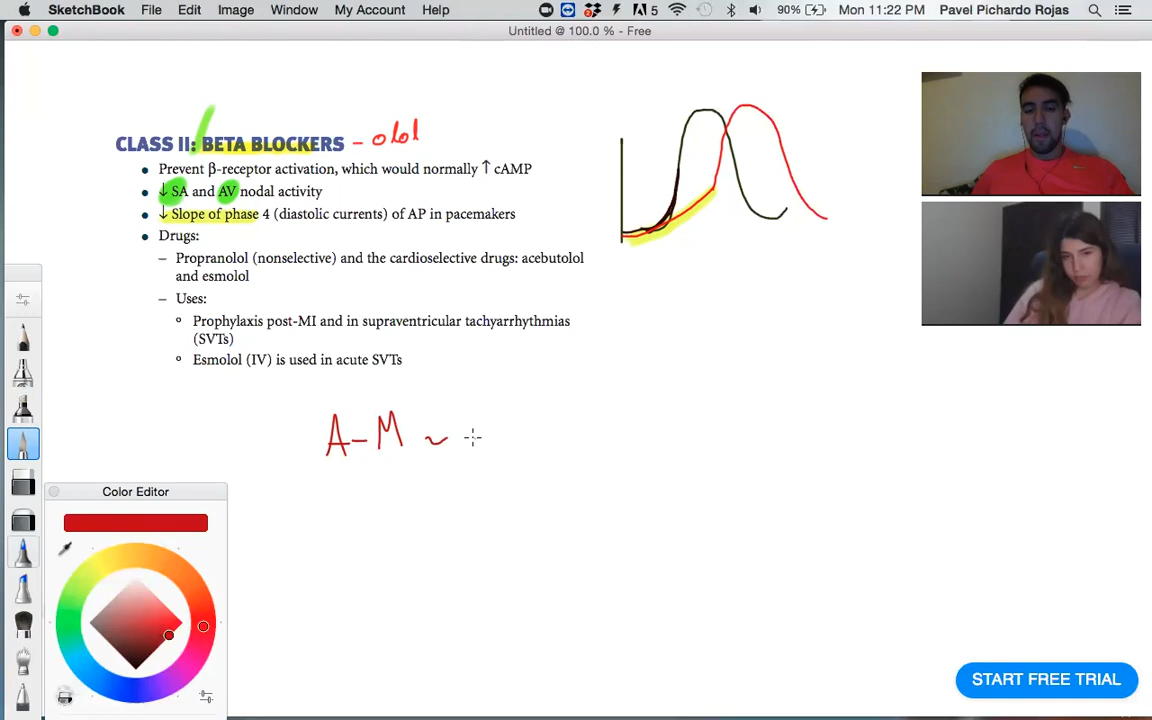 SketchBook File Edit Image Window My Account Help 5 90% Mon 11:22 PM Pavel Pichardo Rojas
Untitled @ 100.0 % - Free
CLASS II: BETA BLOCKERS - olol
• Prevent β-receptor activation, which would normally ↑ cAMP
• ↓ SA and AV nodal activity
• ↓ Slope of phase 4 (diastolic currents) of AP in pacemakers
• Drugs:
– Propranolol (nonselective) and the cardioselective drugs: acebutolol
and esmolol
– Uses:
° Prophylaxis post-MI and in supraventricular tachyarrhythmias
(SVTs)
° Esmolol (IV) is used in acute SVTs
A-M ~
Color Editor
START FREE TRIAL